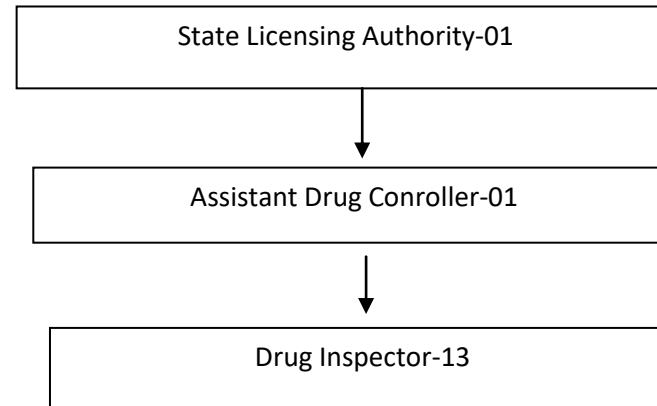 State Licensing Authority-01
Assistant Drug Conroller-01
Drug Inspector-13